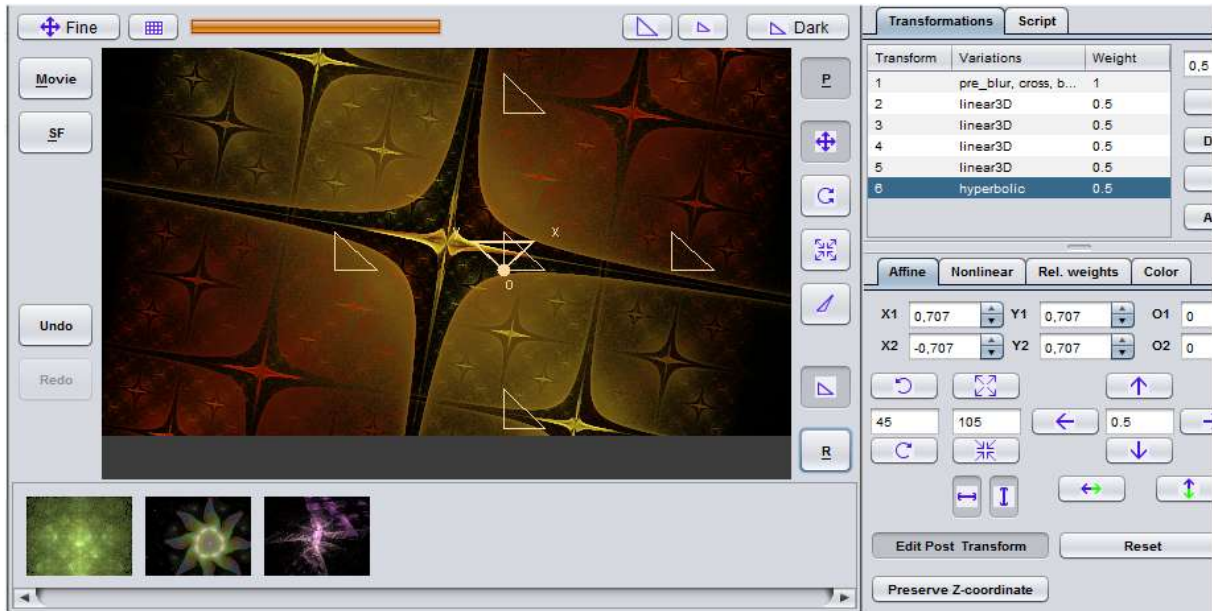 Fine
Dark
Movie
SF
Undo
Redo
P
R
Y X
O
Transformations Script
Transform Variations Weight
1 pre_blur, cross, b... 1
2 linear3D 0.5
3 linear3D 0.5
4 linear3D 0.5
5 linear3D 0.5
6 hyperbolic 0.5
0,5
D
A
Affine Nonlinear Rel. weights Color
X1 0,707 Y1 0,707 O1 0
X2 -0,707 Y2 0,707 O2 0
45 105 0.5
Edit Post Transform Reset
Preserve Z-coordinate